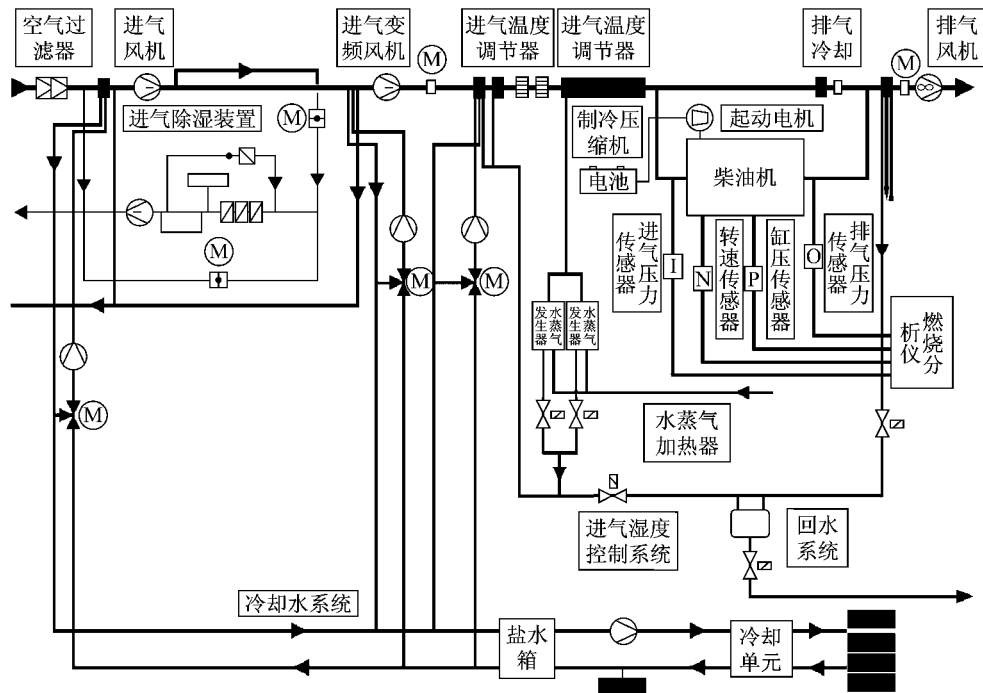 空气过
滤器
进气
风机
进气变
频风机
M
进气温度
调节器
进气温度
调节器
排气
冷却
M
排气
风机
进气除湿装置
M
制冷压
缩机
起动电机
电池
柴油机
M
进气压力
传感器
I
转速传感器
N
缸压传感器
P
排气压力
传感器
O
M
M
水蒸气
发生器
水蒸气
发生器
燃烧分
析仪
M
水蒸气
加热器
N
进气湿度
控制系统
回水
系统
冷却水系统
盐水
箱
冷却
单元